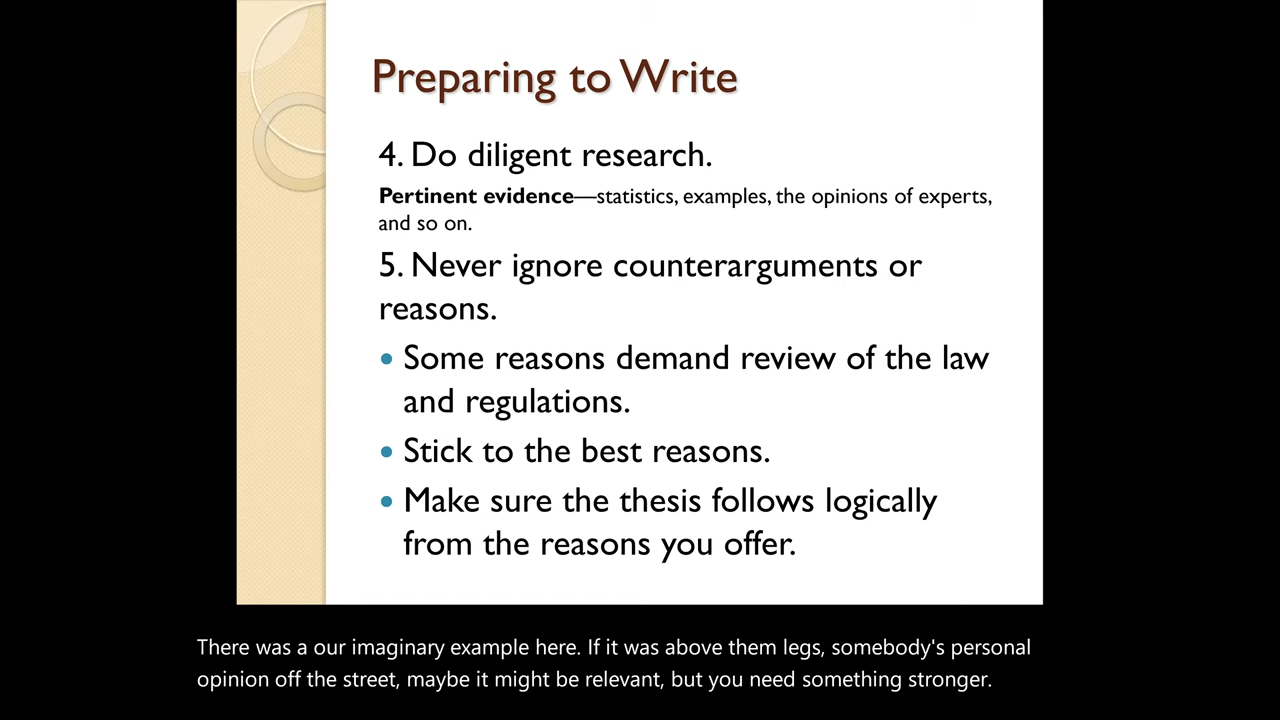 Preparing to Write
4. Do diligent research.
Pertinent evidence—statistics, examples, the opinions of experts,
and so on.
5. Never ignore counterarguments or
reasons.
• Some reasons demand review of the law
and regulations.
• Stick to the best reasons.
• Make sure the thesis follows logically
from the reasons you offer.
There was a our imaginary example here. If it was above them legs, somebody's personal
opinion off the street, maybe it might be relevant, but you need something stronger.